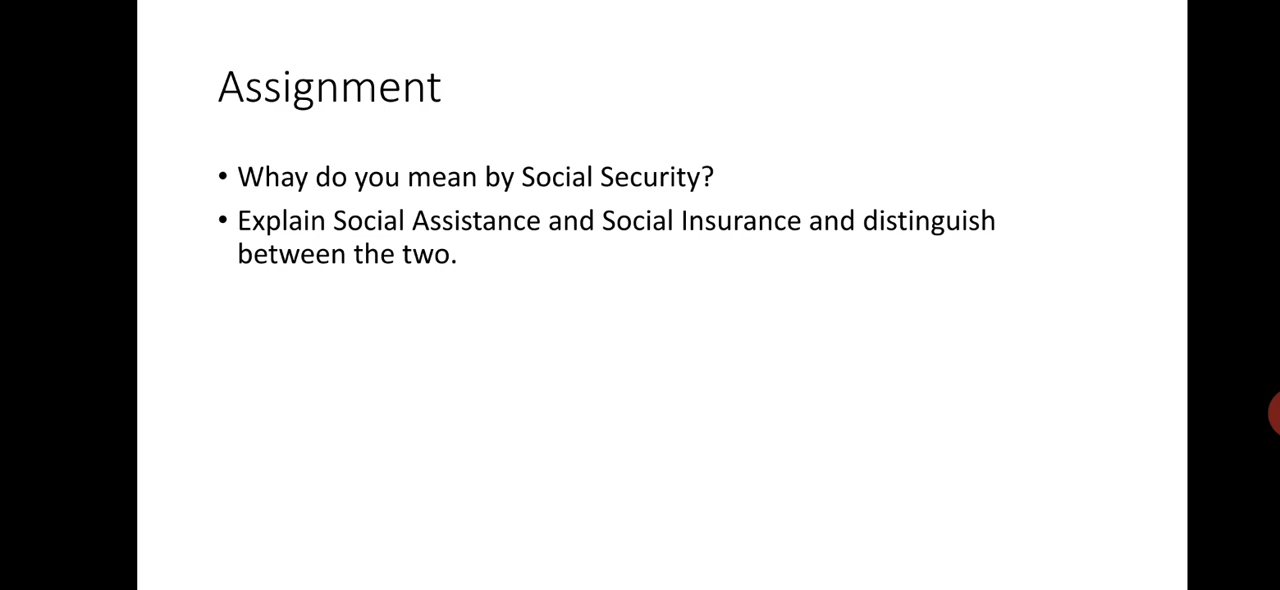 Assignment
• Whay do you mean by Social Security?
• Explain Social Assistance and Social Insurance and distinguish
between the two.